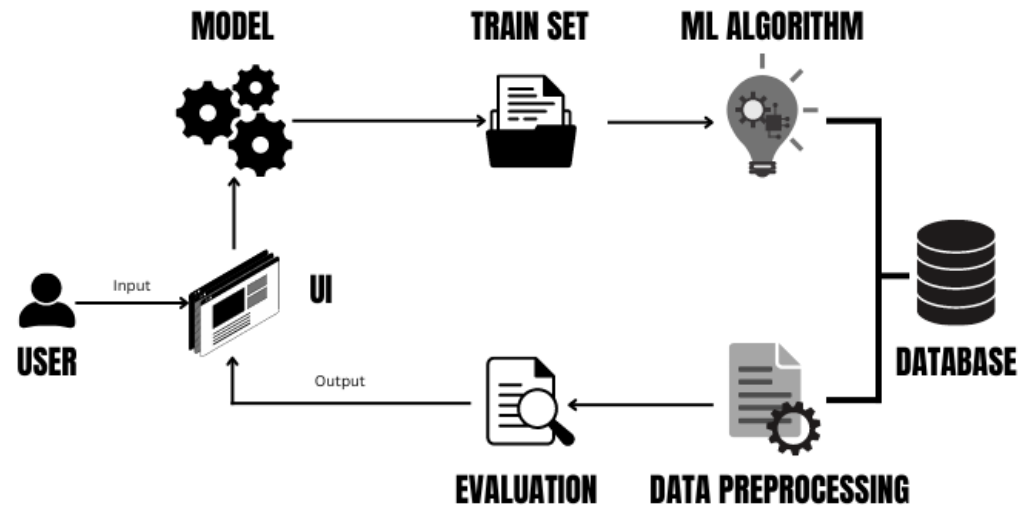 MODEL
TRAIN SET
ML ALGORITHM
Input
UI
USER
DATABASE
Output
EVALUATION
DATA PREPROCESSING